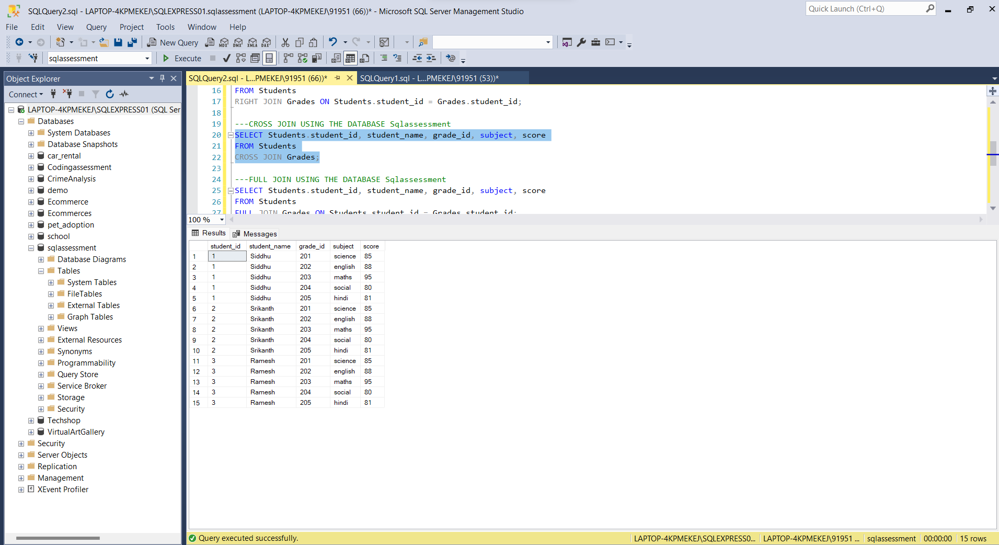 SQLQuery2.sql - LAPTOP-4KPMEKEJ\SQLEXPRESS01.sqlassessment (LAPTOP-4KPMEKEJ\91951 (66))* - Microsoft SQL Server Management Studio
Quick Launch (Ctrl+Q)
File Edit View Query Project Tools Window Help
New Query MDX DMX XMLA DAX
sqlassessment Execute
Object Explorer
Connect
LAPTOP-4KPMEKEJ\SQLEXPRESS01 (SQL Ser
Databases
System Databases
Database Snapshots
car_rental
Codingassessment
CrimeAnalysis
demo
Ecommerce
Ecommerces
pet_adoption
school
sqlassessment
Database Diagrams
Tables
System Tables
FileTables
External Tables
Graph Tables
Views
External Resources
Synonyms
Programmability
Query Store
Service Broker
Storage
Security
Techshop
VirtualArtGallery
Security
Server Objects
Replication
Management
XEvent Profiler
SQLQuery2.sql - L...PMEKEJ\91951 (66))* SQLQuery1.sql - L...PMEKEJ\91951 (53))*
16 FROM Students
17 RIGHT JOIN Grades ON Students.student_id = Grades.student_id;
18
19 ---CROSS JOIN USING THE DATABASE Sqlassessment
20 SELECT Students.student_id, student_name, grade_id, subject, score
21 FROM Students
22 CROSS JOIN Grades;
23
24 ---FULL JOIN USING THE DATABASE Sqlassessment
25 SELECT Students.student_id, student_name, grade_id, subject, score
26 FROM Students
27 FULL JOIN Grades ON Students.student_id = Grades.student_id;
100 %
Results Messages
student_id student_name grade_id subject score
1 1 Siddhu 201 science 85
2 1 Siddhu 202 english 88
3 1 Siddhu 203 maths 95
4 1 Siddhu 204 social 80
5 1 Siddhu 205 hindi 81
6 2 Srikanth 201 science 85
7 2 Srikanth 202 english 88
8 2 Srikanth 203 maths 95
9 2 Srikanth 204 social 80
10 2 Srikanth 205 hindi 81
11 3 Ramesh 201 science 85
12 3 Ramesh 202 english 88
13 3 Ramesh 203 maths 95
14 3 Ramesh 204 social 80
15 3 Ramesh 205 hindi 81
Query executed successfully. LAPTOP-4KPMEKEJ\SQLEXPRESS0... LAPTOP-4KPMEKEJ\91951 ... sqlassessment 00:00:00 15 rows